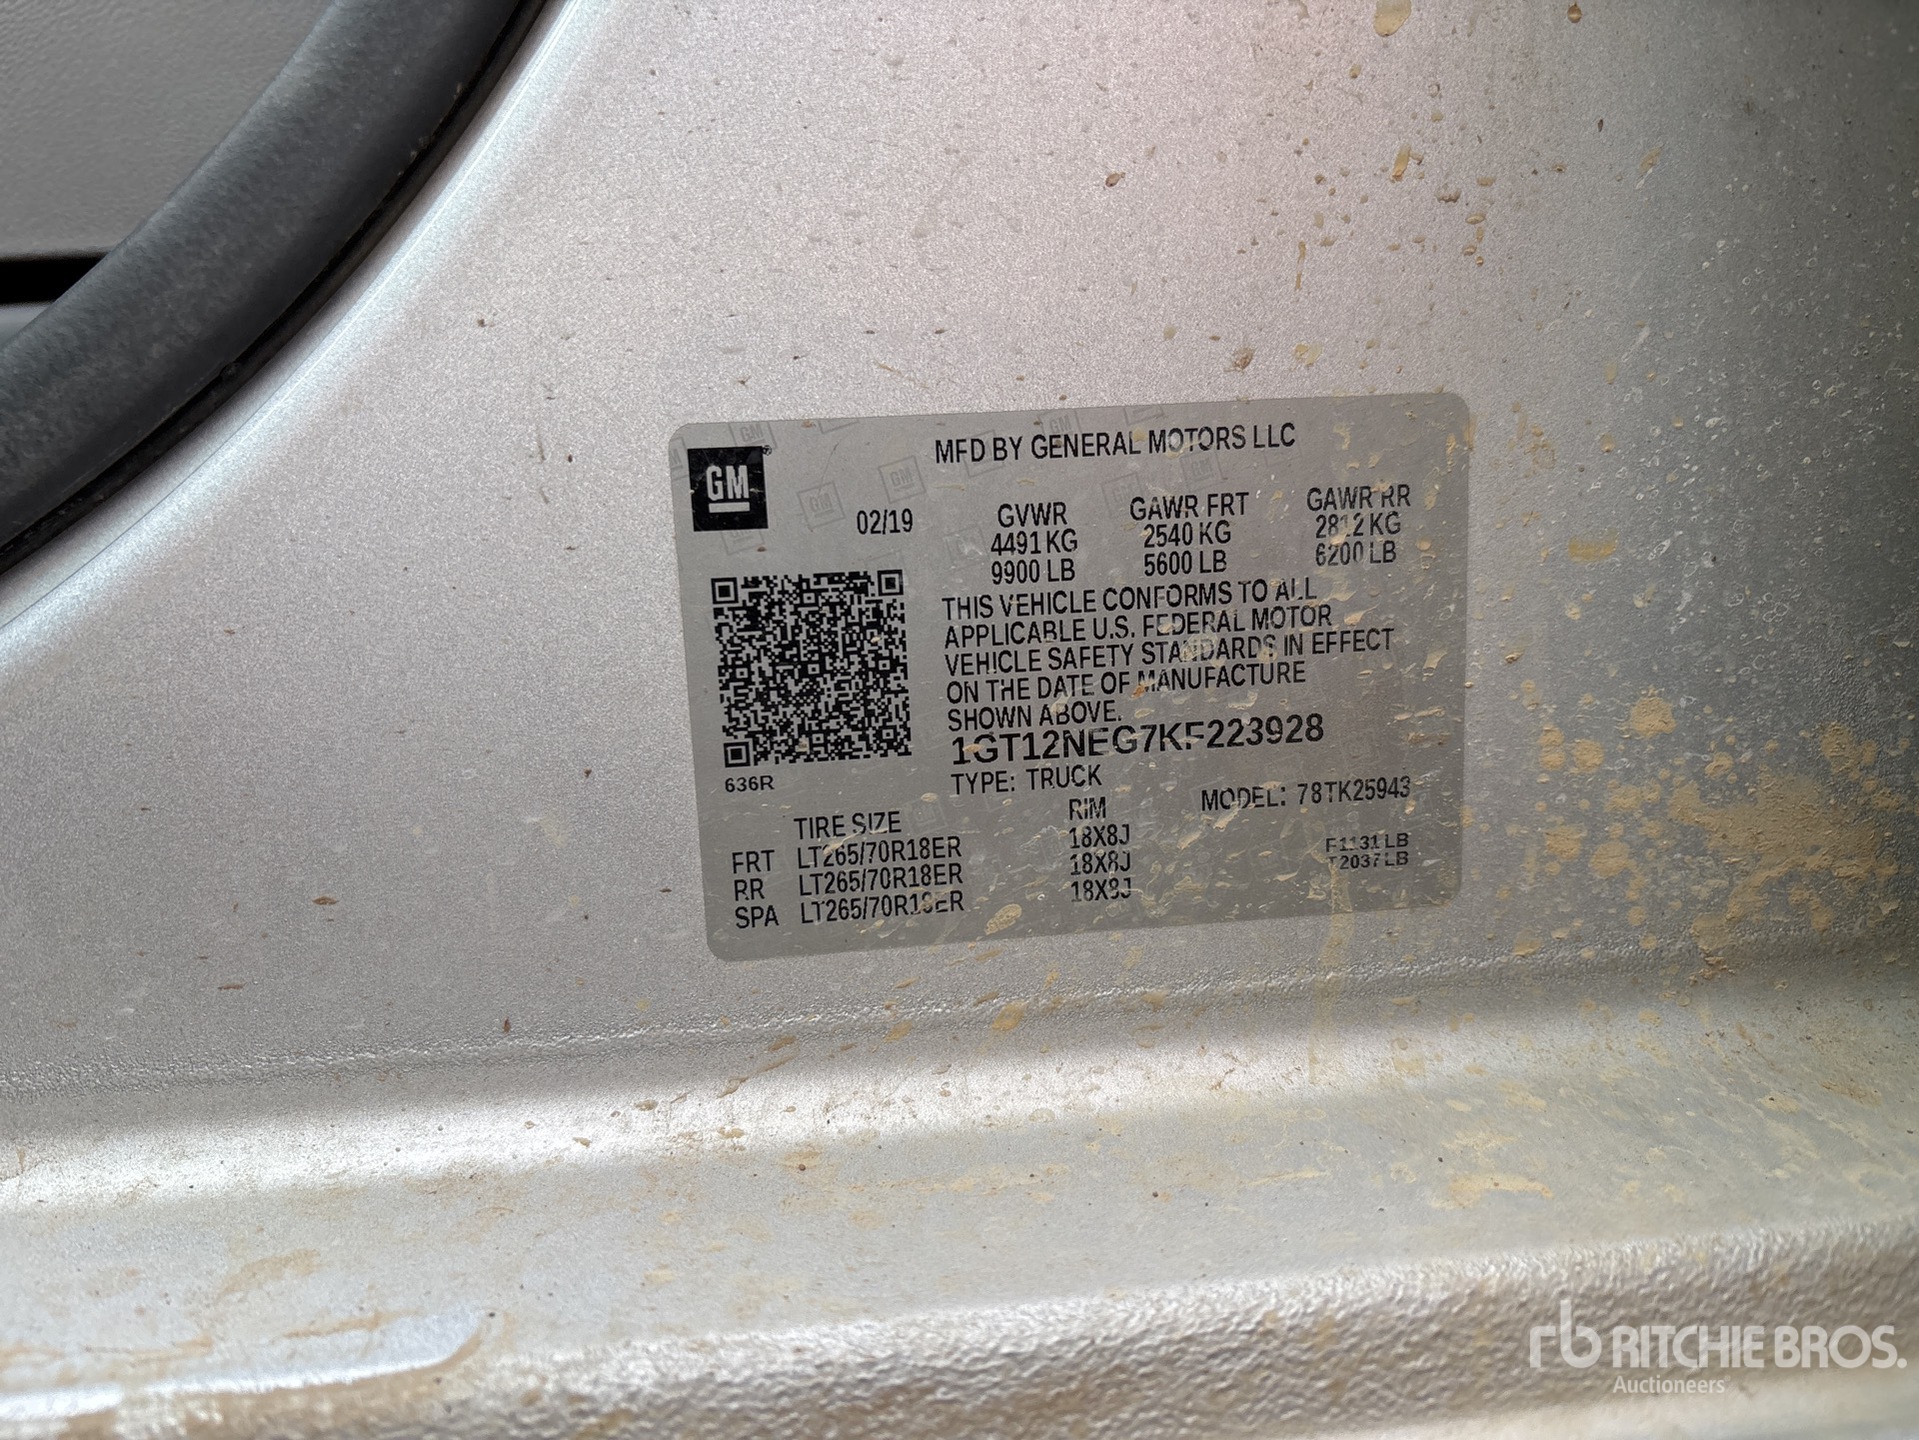 GM
MFD BY GENERAL MOTORS LLC
02/19
GVWR GAWR FRT GAWR RR
4491 KG 2540 KG 2812 KG
9900 LB 5600 LB 6200 LB
THIS VEHICLE CONFORMS TO ALL
APPLICABLE U.S. FEDERAL MOTOR
VEHICLE SAFETY STANDARDS IN EFFECT
ON THE DATE OF MANUFACTURE
SHOWN ABOVE.
1GT12NEG7KF223928
636R
TYPE: TRUCK MODEL: 78TK25943
TIRE SIZE RIM
FRT LT265/70R18ER 18X8J F1131 LB
RR LT265/70R18ER 18X8J T2037 LB
SPA LT265/70R18ER 18X8J
rb RITCHIE BROS.
Auctioneers